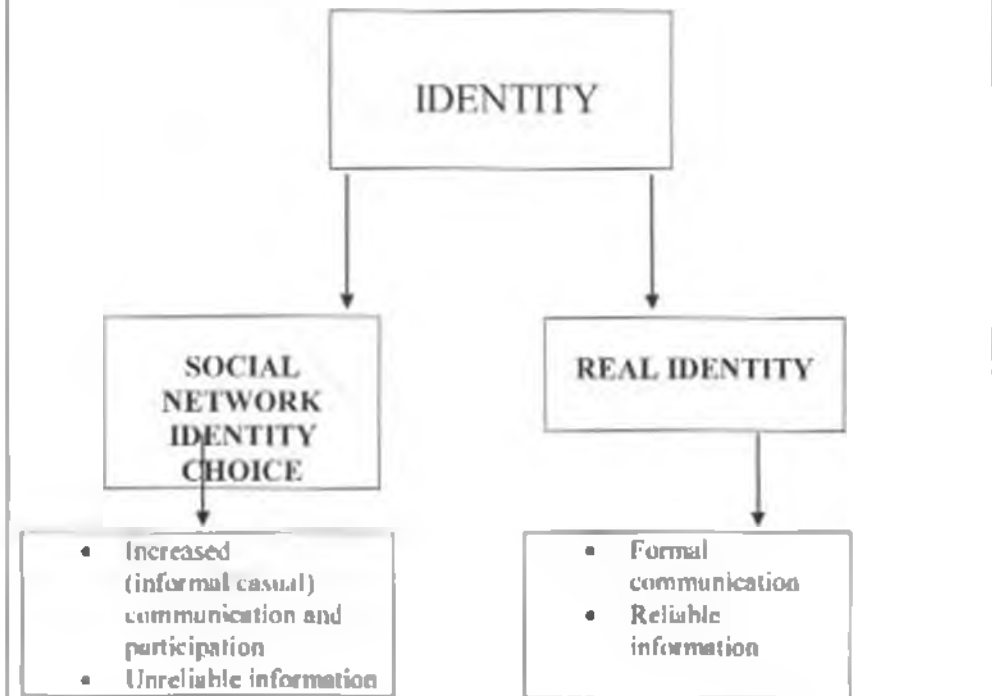 IDENTITY
SOCIAL
NETWORK
IDENTITY
CHOICE
REAL IDENTITY
• Increased
(informal casual)
communication and
participation
• Unreliable information
• Formal
communication
• Reliable
information